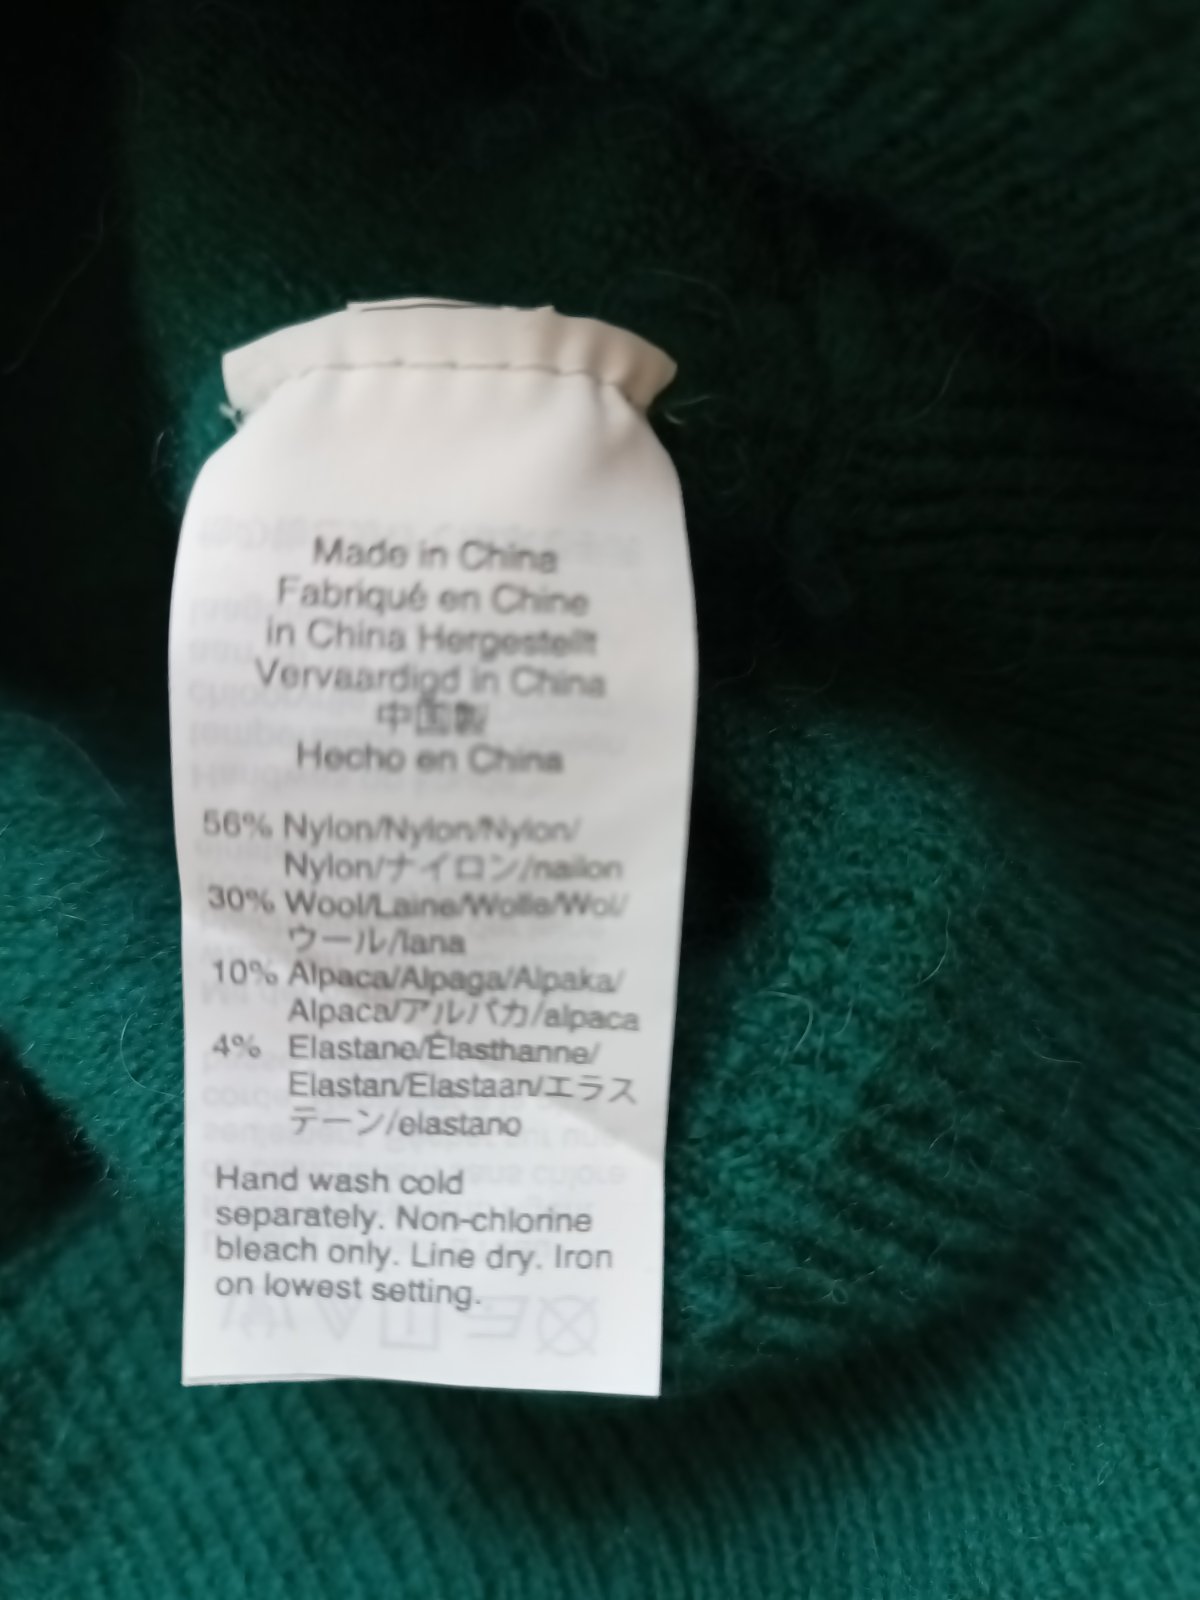 Made in China
Fabriqué en Chine
in China Hergestellt
Vervaardigd in China
中国製
Hecho en China
56% Nylon/Nylon/Nylon/
Nylon/ナイロン/nailon
30% Wool/Laine/Wolle/Wol/
ウール/lana
10% Alpaca/Alpaga/Alpaka/
Alpaca/アルパカ/alpaca
4% Elastane/Élasthanne/
Elastan/Elastaan/エラス
テーン/elastano
Hand wash cold
separately. Non-chlorine
bleach only. Line dry. Iron
on lowest setting.